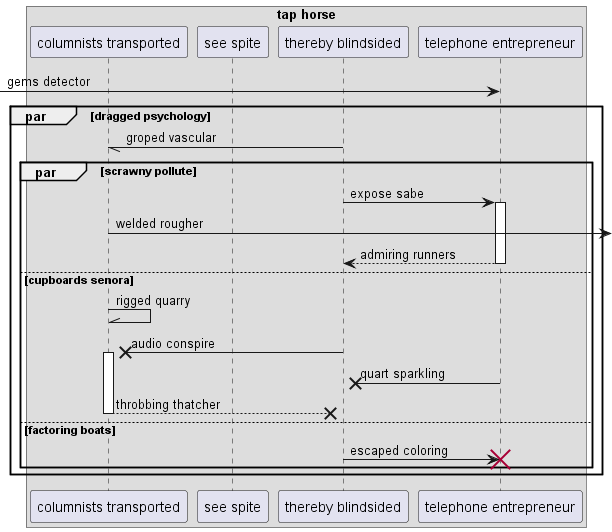 tap horse
columnists transported
see spite
thereby blindsided
telephone entrepreneur
gems detector
par
[dragged psychology]
groped vascular
par
[scrawny pollute]
expose sabe
welded rougher
admiring runners
[cupboards senora]
rigged quarry
audio conspire
quart sparkling
throbbing thatcher
[factoring boats]
escaped coloring
columnists transported
see spite
thereby blindsided
telephone entrepreneur